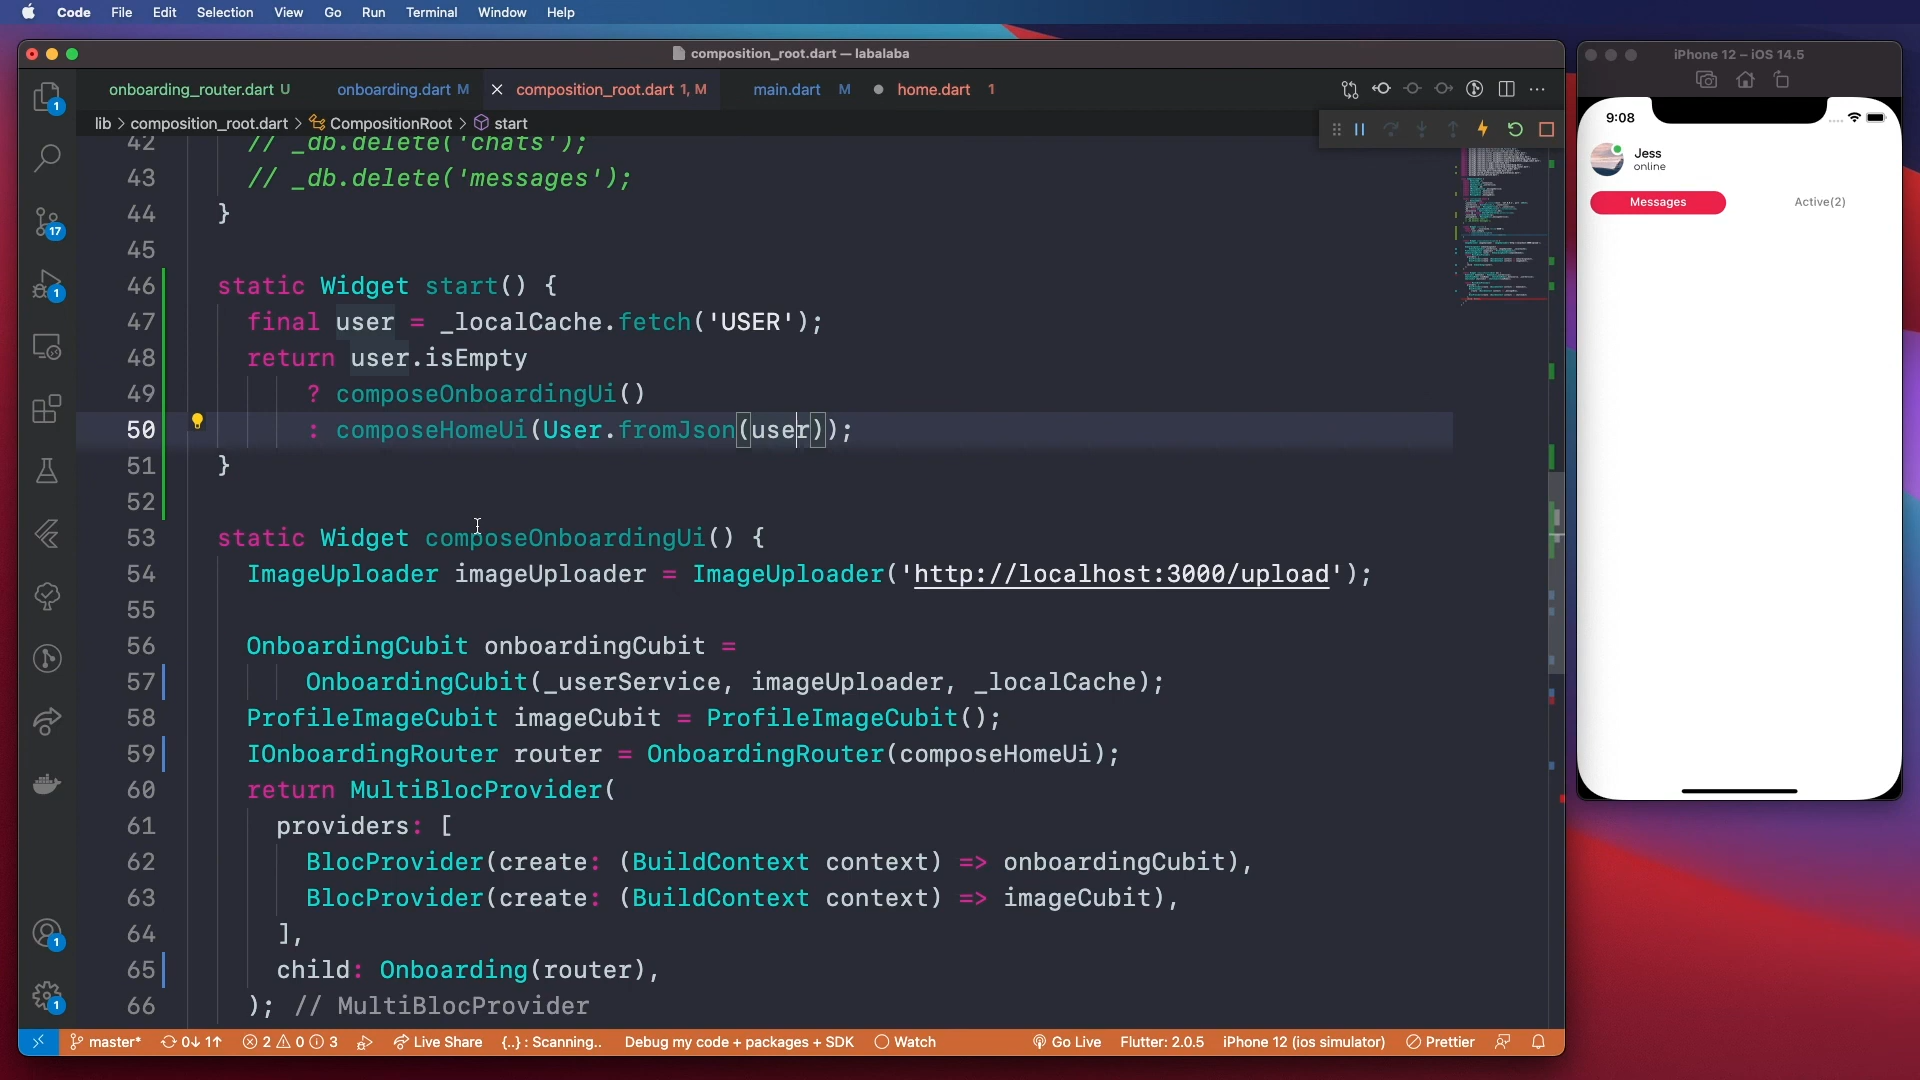 Code File Edit Selection View Go Run Terminal Window Help
composition_root.dart — labalaba
onboarding_router.dart U onboarding.dart M composition_root.dart 1, M main.dart M home.dart 1
lib > composition_root.dart > CompositionRoot > start
42 // _db.delete('chats');
43 // _db.delete('messages');
44 }
45
46 static Widget start() {
47 final user = _localCache.fetch('USER');
48 return user.isEmpty
49 ? composeOnboardingUi()
50 : composeHomeUi(User.fromJson(user));
51 }
52
53 static Widget composeOnboardingUi() {
54 ImageUploader imageUploader = ImageUploader('http://localhost:3000/upload');
55
56 OnboardingCubit onboardingCubit =
57 OnboardingCubit(_userService, imageUploader, _localCache);
58 ProfileImageCubit imageCubit = ProfileImageCubit();
59 IOnboardingRouter router = OnboardingRouter(composeHomeUi);
60 return MultiBlocProvider(
61 providers: [
62 BlocProvider(create: (BuildContext context) => onboardingCubit),
63 BlocProvider(create: (BuildContext context) => imageCubit),
64 ],
65 child: Onboarding(router),
66 ); // MultiBlocProvider
1
17
1
1
1
master* 0↓ 1↑ 2 0 3 Live Share {..} : Scanning.. Debug my code + packages + SDK Watch Go Live Flutter: 2.0.5 iPhone 12 (ios simulator) Prettier
iPhone 12 – iOS 14.5
9:08
Jess
online
Messages Active(2)